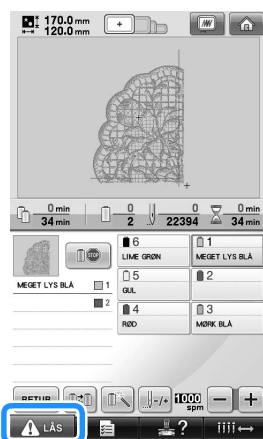 170.0 mm
120.0 mm
0 min
34 min
0
2
0
22394
0 min
34 min
MEGET LYS BLÅ 1
2
6
LIME GRØN
1
MEGET LYS BLÅ
5
GUL
2
4
RØD
3
MØRK BLÅ
RETUR
-/+
1000
spm
−
+
LÅS
?